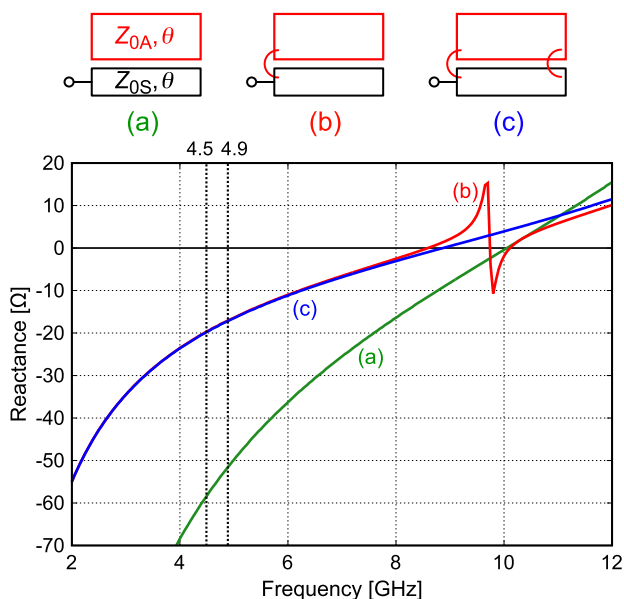 Z0A, θ
Z0S, θ
(a) (b) (c)
4.5 4.9
20
10
0
-10
-20
-30
-40
-50
-60
-70
Reactance [Ω]
(b)
(c)
(a)
2 4 6 8 10 12
Frequency [GHz]